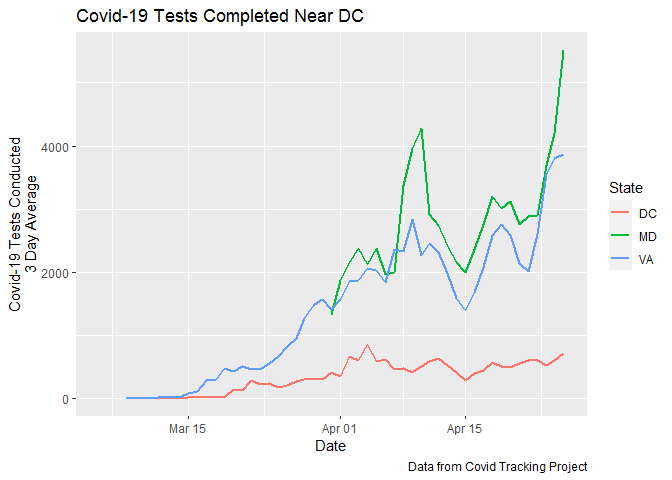 Covid-19 Tests Completed Near DC
Covid-19 Tests Conducted
3 Day Average
4000
2000
0
Mar 15
Apr 01
Apr 15
Date
State
DC
MD
VA
Data from Covid Tracking Project